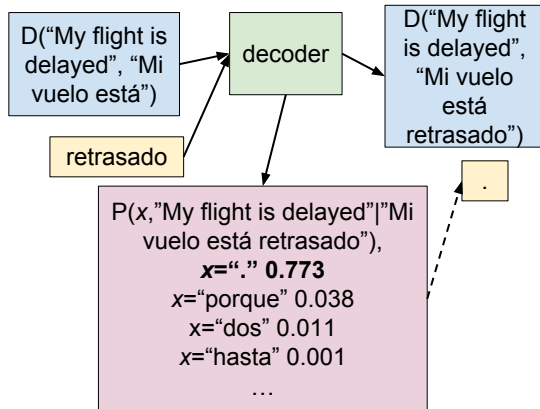 D(“My flight is
delayed”, “Mi
vuelo está”)
decoder
D(“My flight
is delayed”,
“Mi vuelo
está
retrasado”)
retrasado
.
P(x,”My flight is delayed”|”Mi
vuelo está retrasado”),
x=“.” 0.773
x=“porque” 0.038
x=“dos” 0.011
x=“hasta” 0.001
…